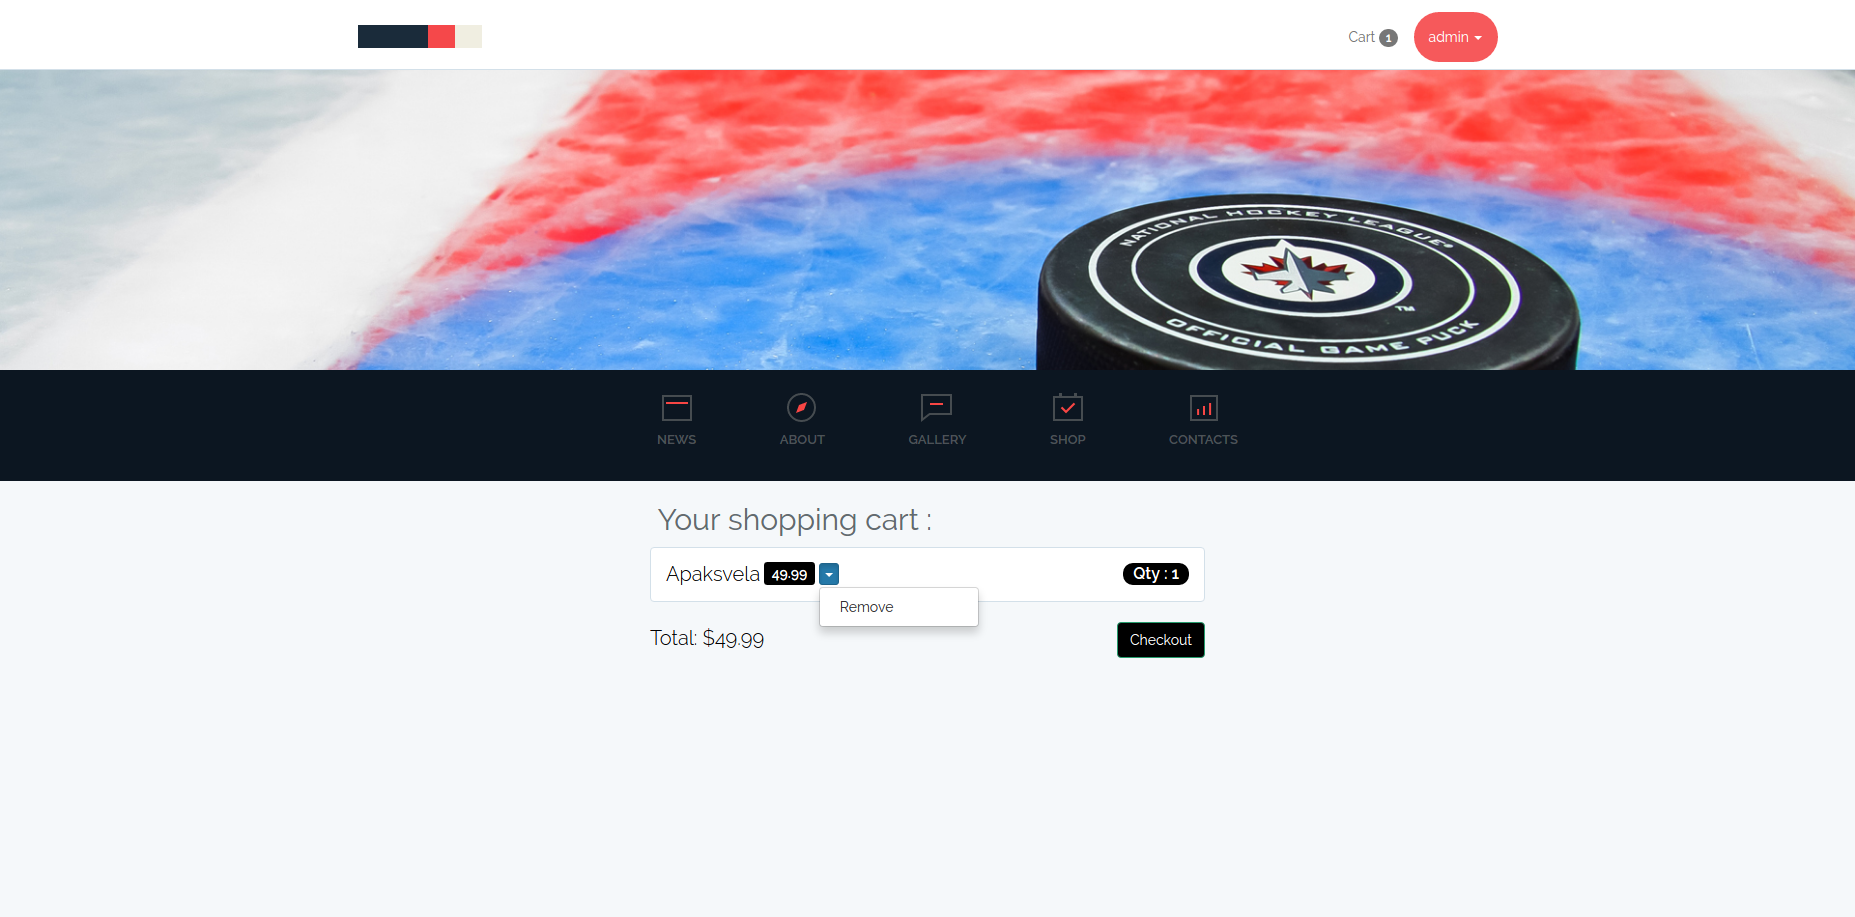 Cart 1
admin
NATIONAL HOCKEY LEAGUE®
™
OFFICIAL GAME PUCK
NEWS
ABOUT
GALLERY
SHOP
CONTACTS
Your shopping cart :
Apaksvela 49.99
Qty : 1
Remove
Total: $49.99
Checkout